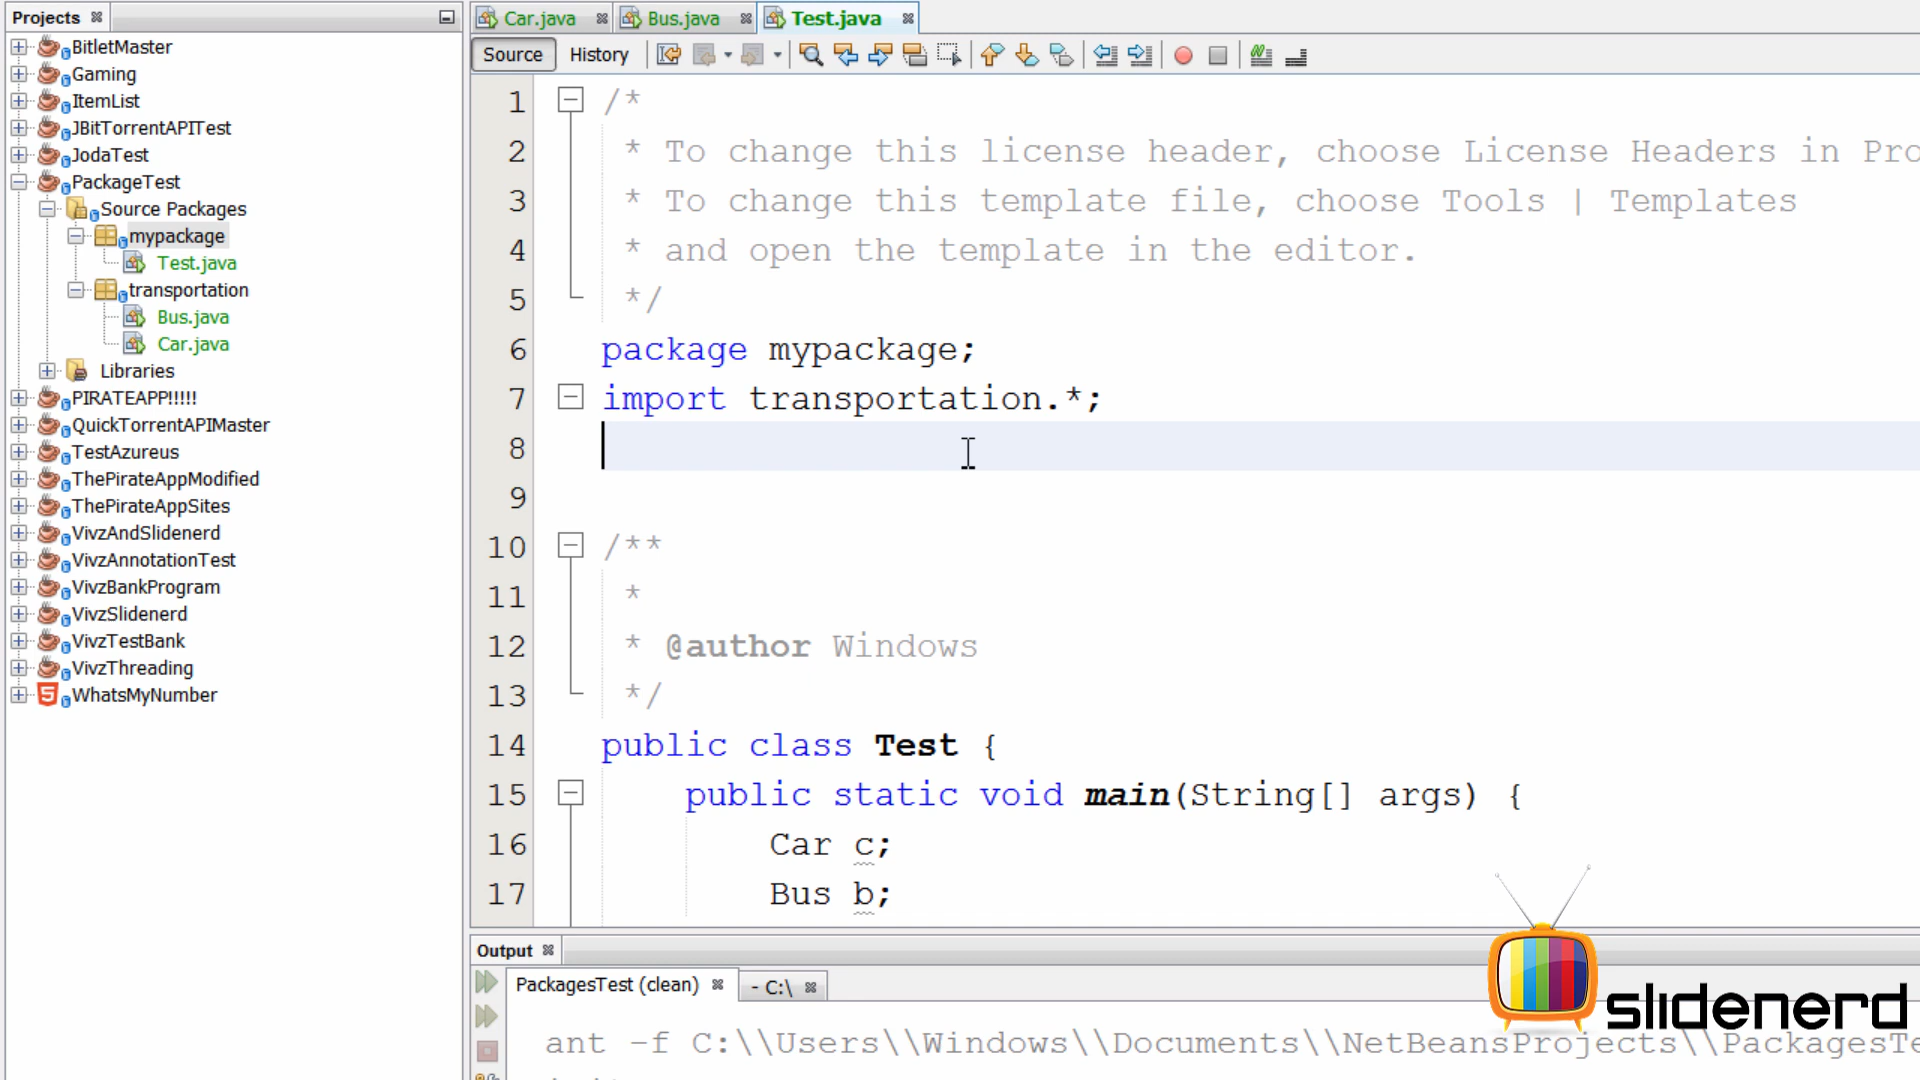 Projects
BitletMaster
Gaming
ItemList
JBitTorrentAPITest
JodaTest
PackageTest
Source Packages
mypackage
Test.java
transportation
Bus.java
Car.java
Libraries
PIRATEAPP!!!!!
QuickTorrentAPIMaster
TestAzureus
ThePirateAppModified
ThePirateAppSites
VivzAndSlidenerd
VivzAnnotationTest
VivzBankProgram
VivzSlidenerd
VivzTestBank
VivzThreading
WhatsMyNumber
Car.java Bus.java Test.java
Source History
1 /*
2 * To change this license header, choose License Headers in Pro
3 * To change this template file, choose Tools | Templates
4 * and open the template in the editor.
5 */
6 package mypackage;
7 import transportation.*;
8
9
10 /**
11 *
12 * @author Windows
13 */
14 public class Test {
15 public static void main(String[] args) {
16 Car c;
17 Bus b;
Output
PackagesTest (clean) - C:\
ant -f C:\\Users\\Windows\\Documents\\NetBeansProjects\\PackagesTe
slidenerd